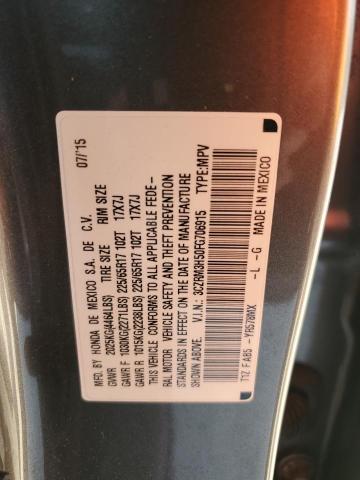 MFD BY HONDA DE MEXICO S.A. DE C.V. 07/'15
TIRE SIZE RIM SIZE
GVWR 2025KG(4464LBS)
GAWR F 1030KG(2271LBS) 225/65R17 102T 17X7J
GAWR R 1015KG(2238LBS) 225/65R17 102T 17X7J
THIS VEHICLE CONFORMS TO ALL APPLICABLE FEDE-
RAL MOTOR VEHICLE SAFETY AND THEFT PREVENTION
STANDARDS IN EFFECT ON THE DATE OF MANUFACTURE
SHOWN ABOVE. V.I.N.: 3CZRM3H50FG706915 TYPE:MPV
T1Z FAB5 -YR578MX -L -G MADE IN MEXICO